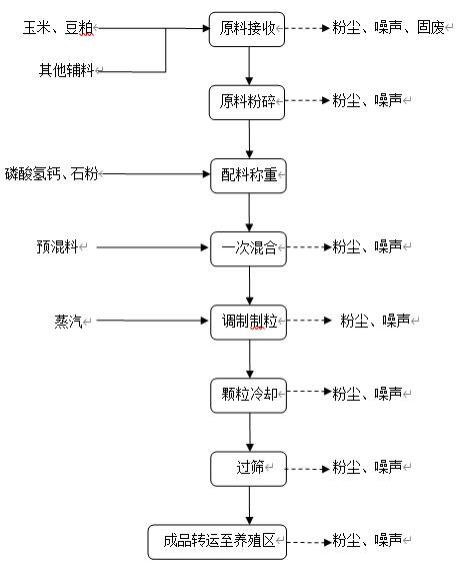 玉米、豆粕 原料接收 粉尘、噪声、固废
其他辅料
原料粉碎 粉尘、噪声
磷酸氢钙、石粉 配料称重
预混料 一次混合 粉尘、噪声
蒸汽 调制制粒 粉尘、噪声
颗粒冷却 粉尘、噪声
过筛 粉尘、噪声
成品转运至养殖区 粉尘、噪声